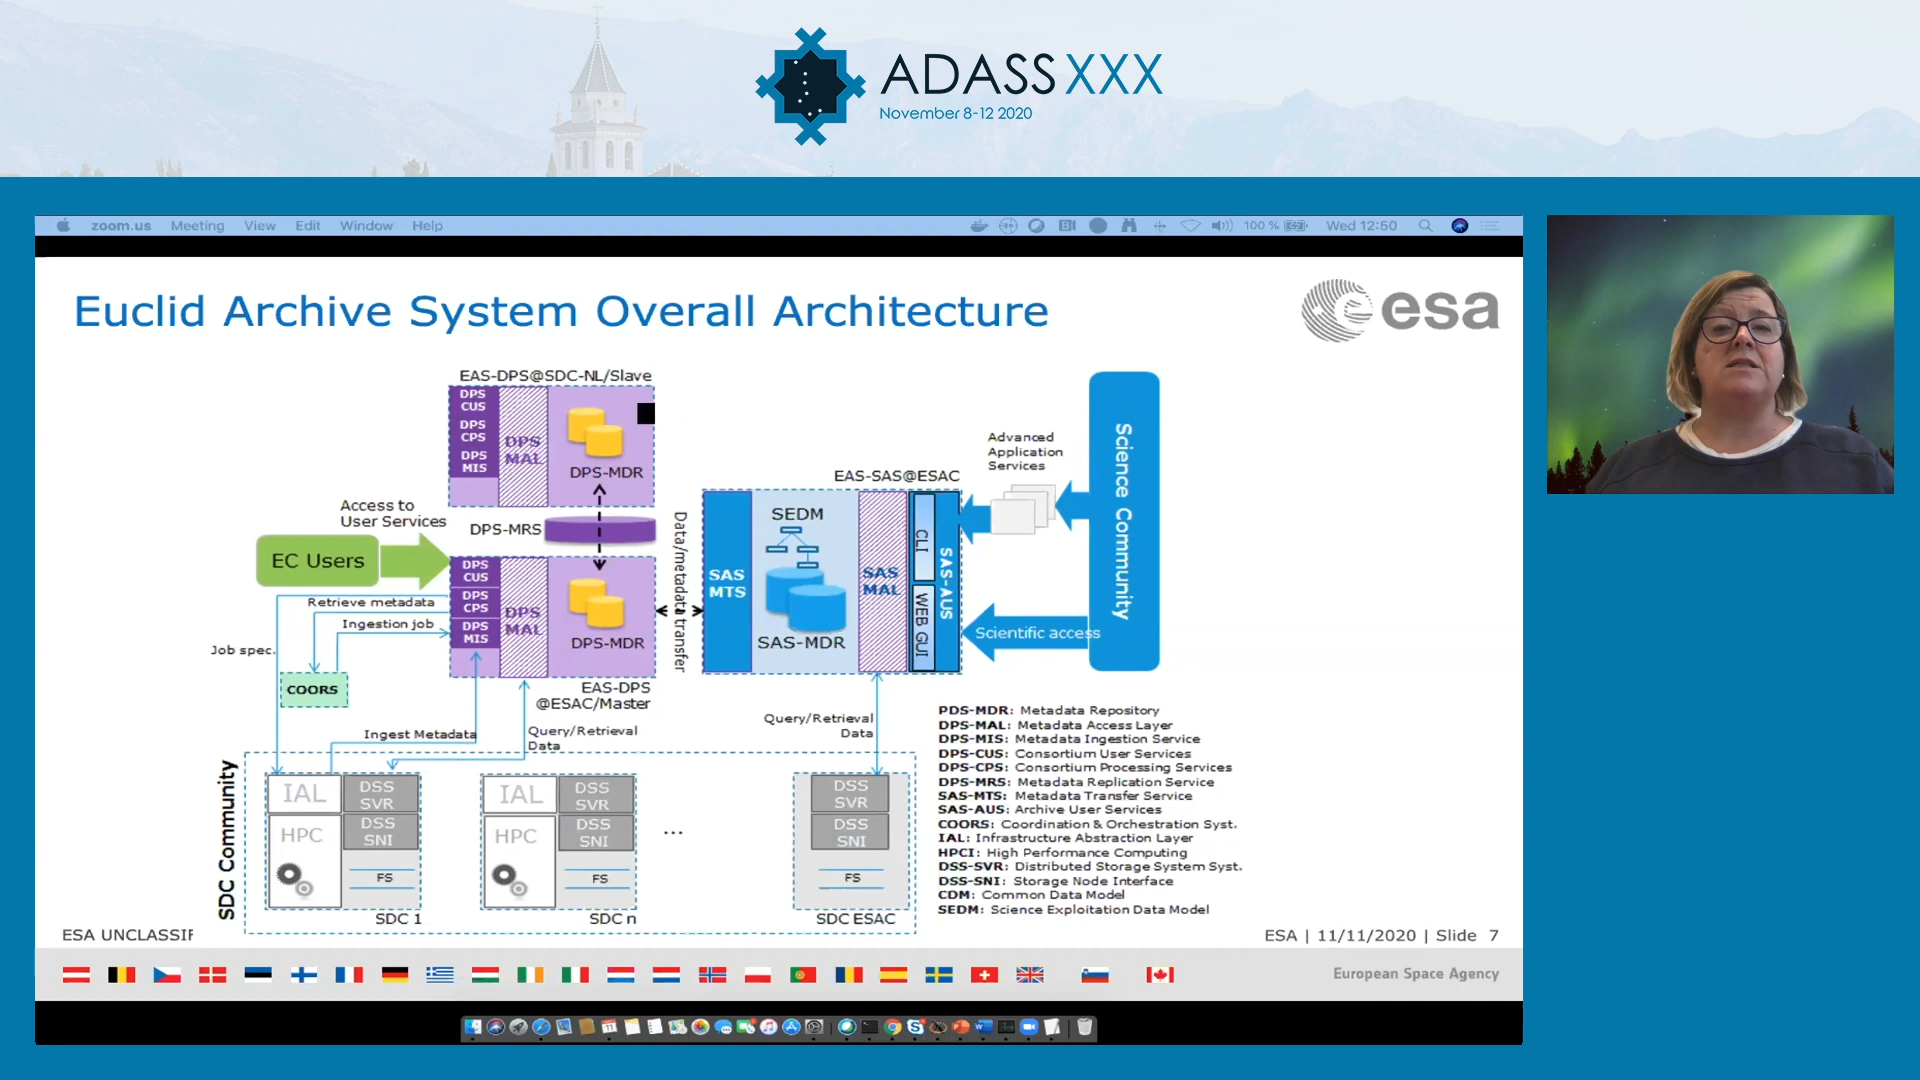 ADASS XXX
November 8-12 2020
zoom.us Meeting View Edit Window Help
100 % Wed 12:50
Euclid Archive System Overall Architecture
esa
EAS-DPS@SDC-NL/Slave
DPS
CUS
DPS
CPS
DPS
MIS
DPS
MAL
DPS-MDR
Access to
User Services
DPS-MRS
EC Users
DPS
CUS
DPS
CPS
DPS
MIS
DPS
MAL
DPS-MDR
EAS-DPS
@ESAC/Master
Retrieve metadata
Ingestion job
Job spec.
COORS
Ingest Metadata
Query/Retrieval
Data
Data/metadata transfer
EAS-SAS@ESAC
SAS
MTS
SEDM
SAS-MDR
SAS
MAL
CLI
WEB GUI
SAS-AUS
Advanced
Application
Services
Scientific access
Science Community
Query/Retrieval
Data
SDC Community
IAL
DSS
SVR
HPC
DSS
SNI
FS
SDC 1
IAL
DSS
SVR
HPC
DSS
SNI
FS
SDC n
...
DSS
SVR
DSS
SNI
FS
SDC ESAC
PDS-MDR: Metadata Repository
DPS-MAL: Metadata Access Layer
DPS-MIS: Metadata Ingestion Service
DPS-CUS: Consortium User Services
DPS-CPS: Consortium Processing Services
DPS-MRS: Metadata Replication Service
SAS-MTS: Metadata Transfer Service
SAS-AUS: Archive User Services
COORS: Coordination & Orchestration Syst.
IAL: Infrastructure Abstraction Layer
HPCI: High Performance Computing
DSS-SVR: Distributed Storage System Syst.
DSS-SNI: Storage Node Interface
CDM: Common Data Model
SEDM: Science Exploitation Data Model
ESA UNCLASSIF
ESA | 11/11/2020 | Slide 7
European Space Agency